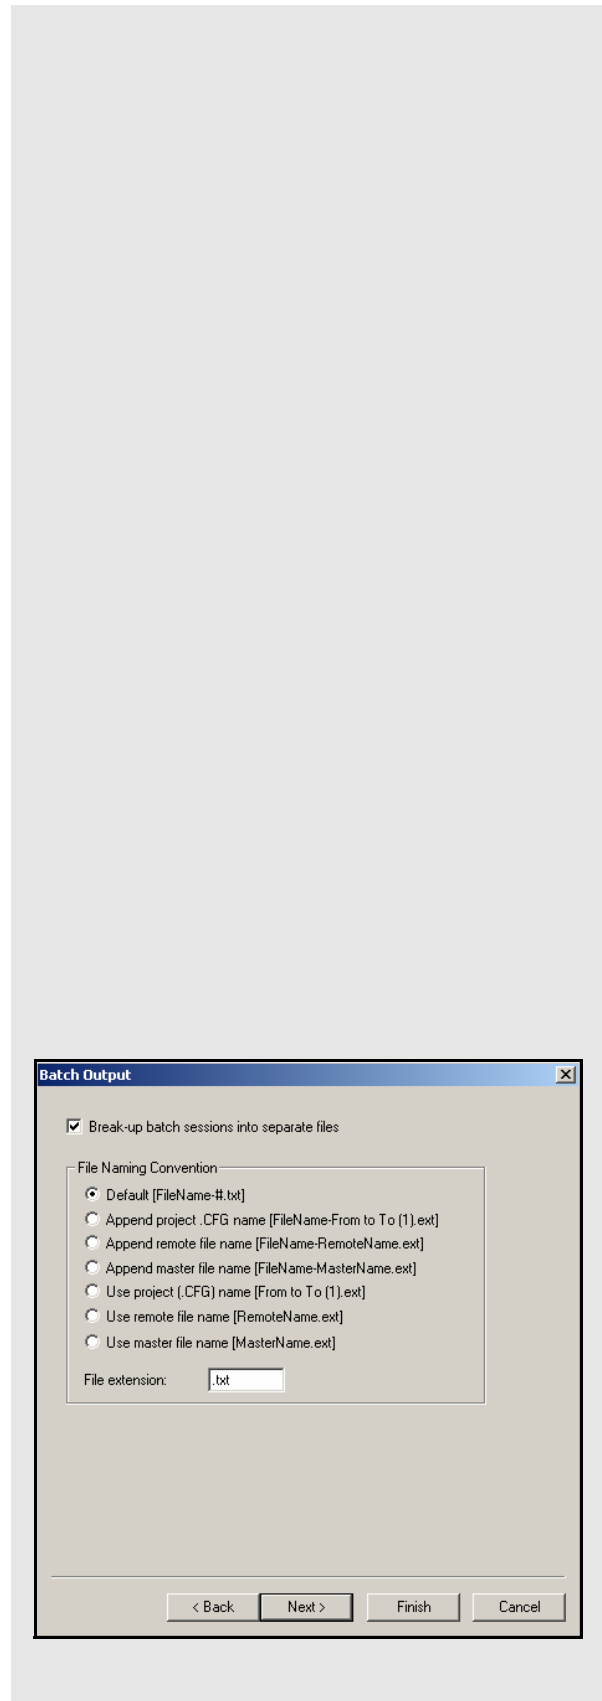 Batch Output
Break-up batch sessions into separate files
File Naming Convention
Default [FileName-#.txt]
Append project .CFG name [FileName-From to To (1).ext]
Append remote file name [FileName-RemoteName.ext]
Append master file name [FileName-MasterName.ext]
Use project (.CFG) name [From to To (1).ext]
Use remote file name [RemoteName.ext]
Use master file name [MasterName.ext]
File extension: .txt
< Back Next > Finish Cancel